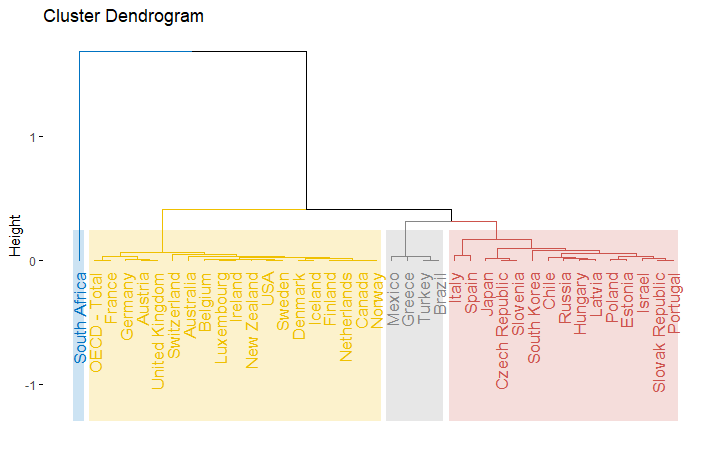 Cluster Dendrogram
Height
1
0
-1
South Africa
OECD - Total
France
Germany
Austria
United Kingdom
Switzerland
Australia
Belgium
Luxembourg
Ireland
New Zealand
USA
Sweden
Denmark
Iceland
Finland
Netherlands
Canada
Norway
Mexico
Greece
Turkey
Brazil
Italy
Spain
Japan
Czech Republic
Slovenia
South Korea
Chile
Russia
Hungary
Latvia
Poland
Estonia
Israel
Slovak Republic
Portugal